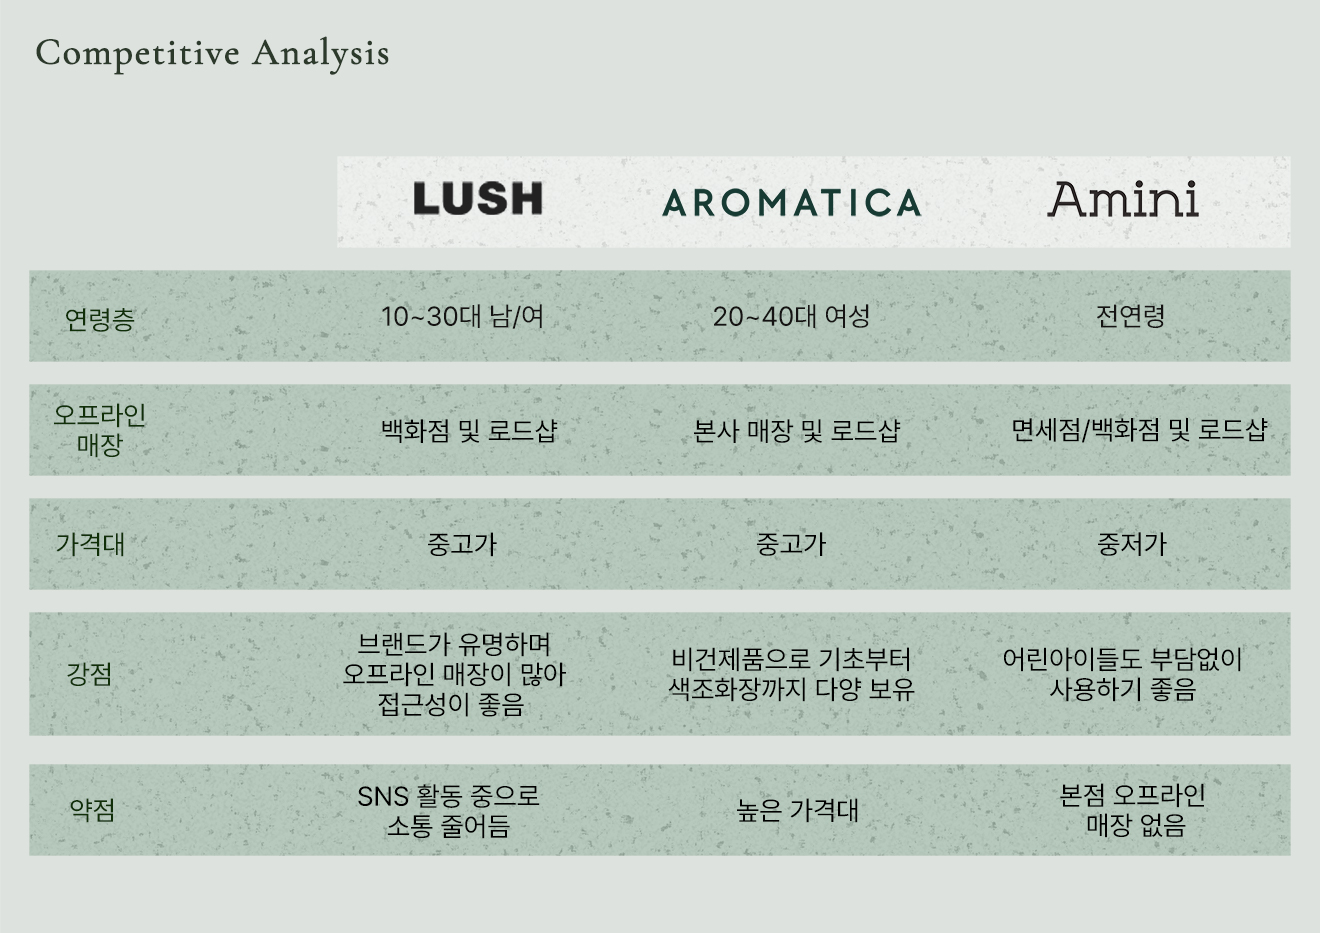 Competitive Analysis
LUSH
AROMATICA
Amini
연령층
10~30대 남/여
20~40대 여성
전연령
오프라인
매장
백화점 및 로드샵
본사 매장 및 로드샵
면세점/백화점 및 로드샵
가격대
중고가
중고가
중저가
강점
브랜드가 유명하며
오프라인 매장이 많아
접근성이 좋음
비건제품으로 기초부터
색조화장까지 다양 보유
어린아이들도 부담없이
사용하기 좋음
약점
SNS 활동 중으로
소통 줄어듬
높은 가격대
본점 오프라인
매장 없음